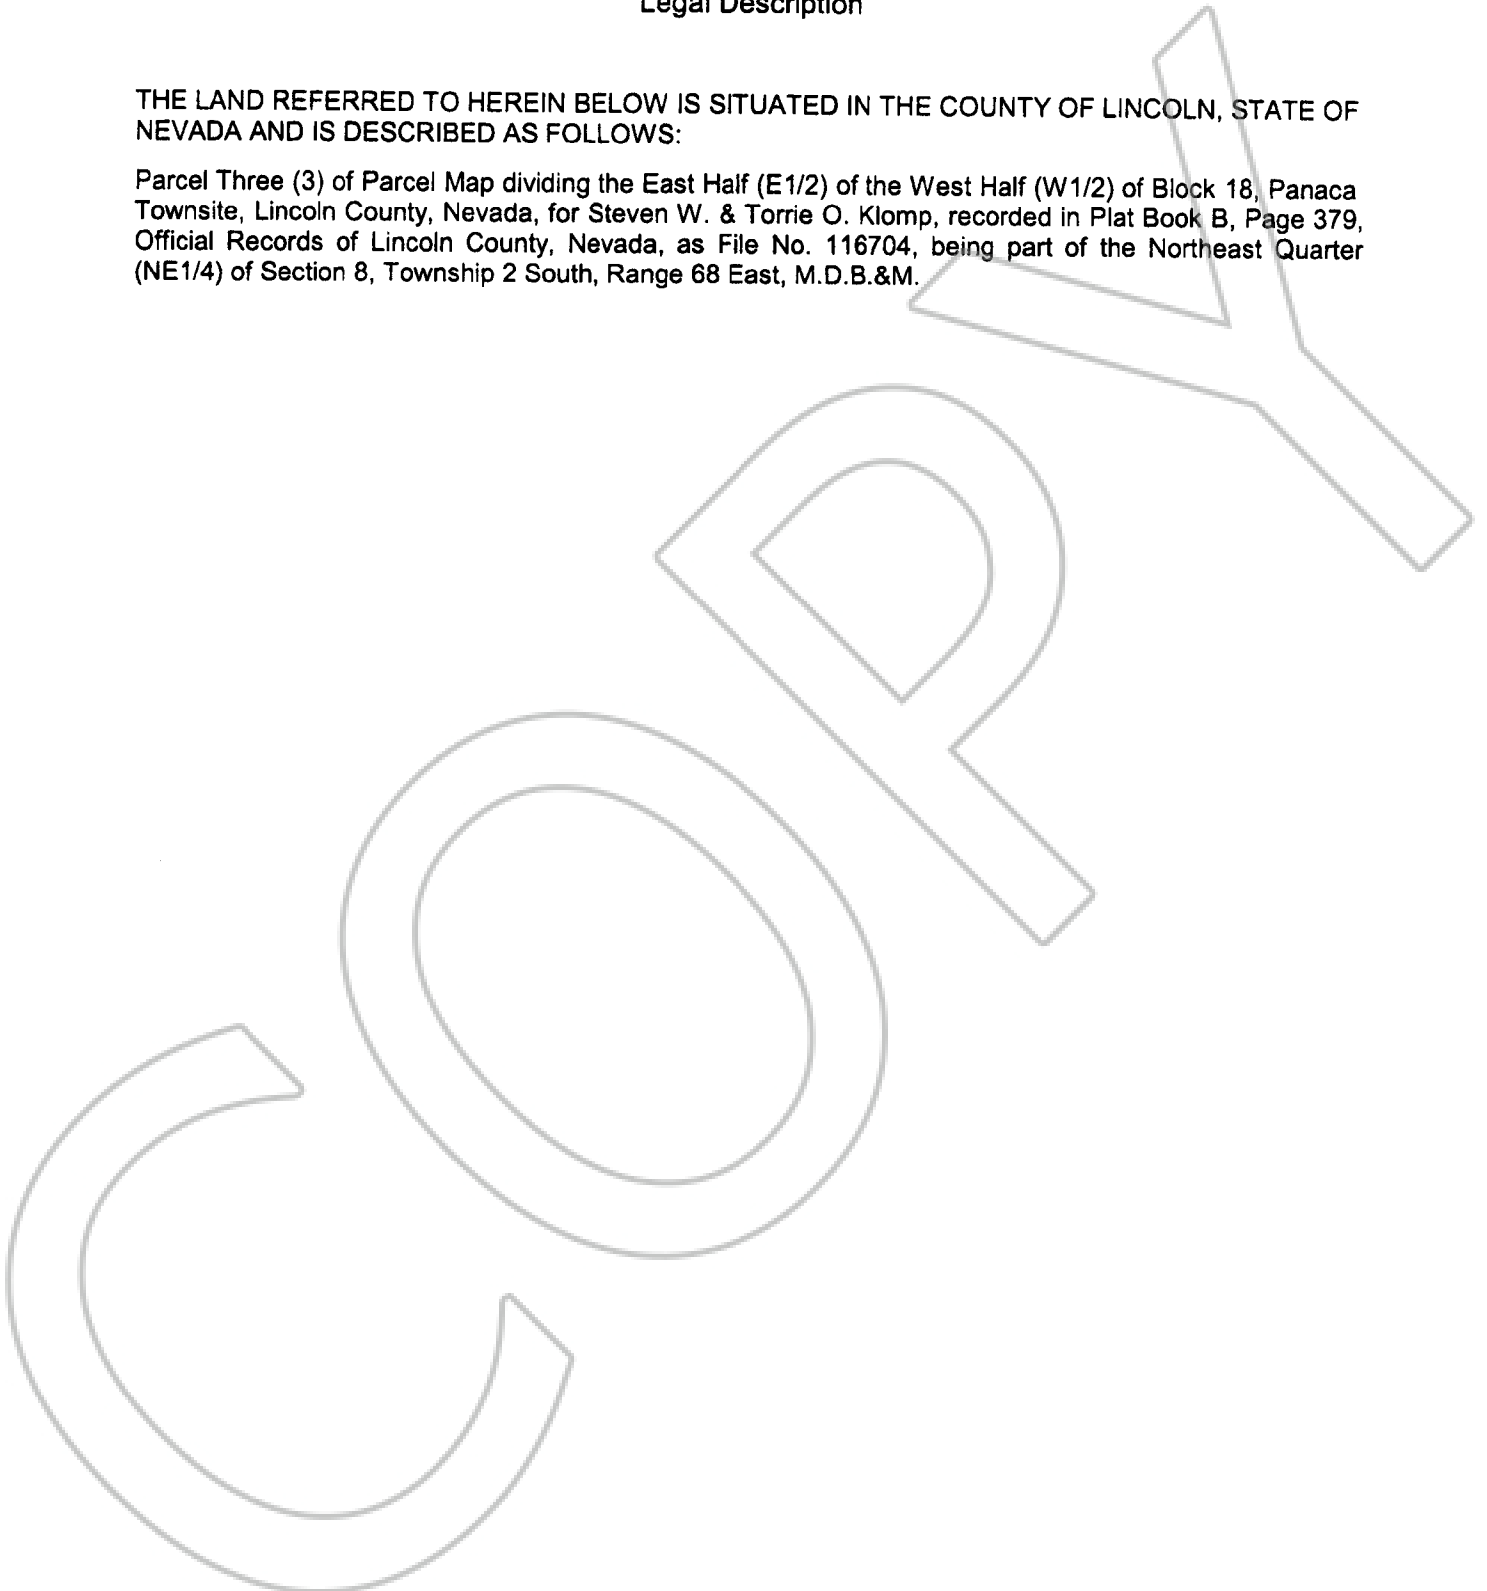 Legal Description
THE LAND REFERRED TO HEREIN BELOW IS SITUATED IN THE COUNTY OF LINCOLN, STATE OF
NEVADA AND IS DESCRIBED AS FOLLOWS:
Parcel Three (3) of Parcel Map dividing the East Half (E1/2) of the West Half (W1/2) of Block 18, Panaca
Townsite, Lincoln County, Nevada, for Steven W. & Torrie O. Klomp, recorded in Plat Book B, Page 379,
Official Records of Lincoln County, Nevada, as File No. 116704, being part of the Northeast Quarter
(NE1/4) of Section 8, Township 2 South, Range 68 East, M.D.B.&M.
COPY